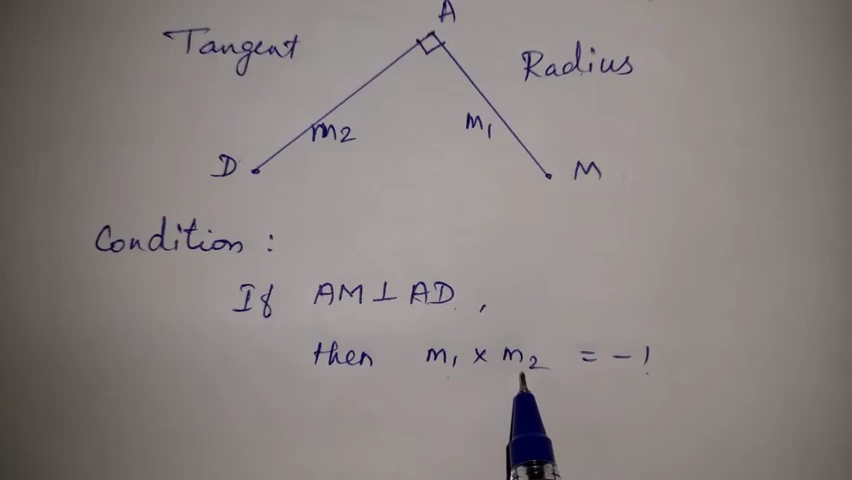 A
Tangent
Radius
m2
m1
D
M
Condition :
If AM ⊥ AD ,
then m1 × m2 = -1